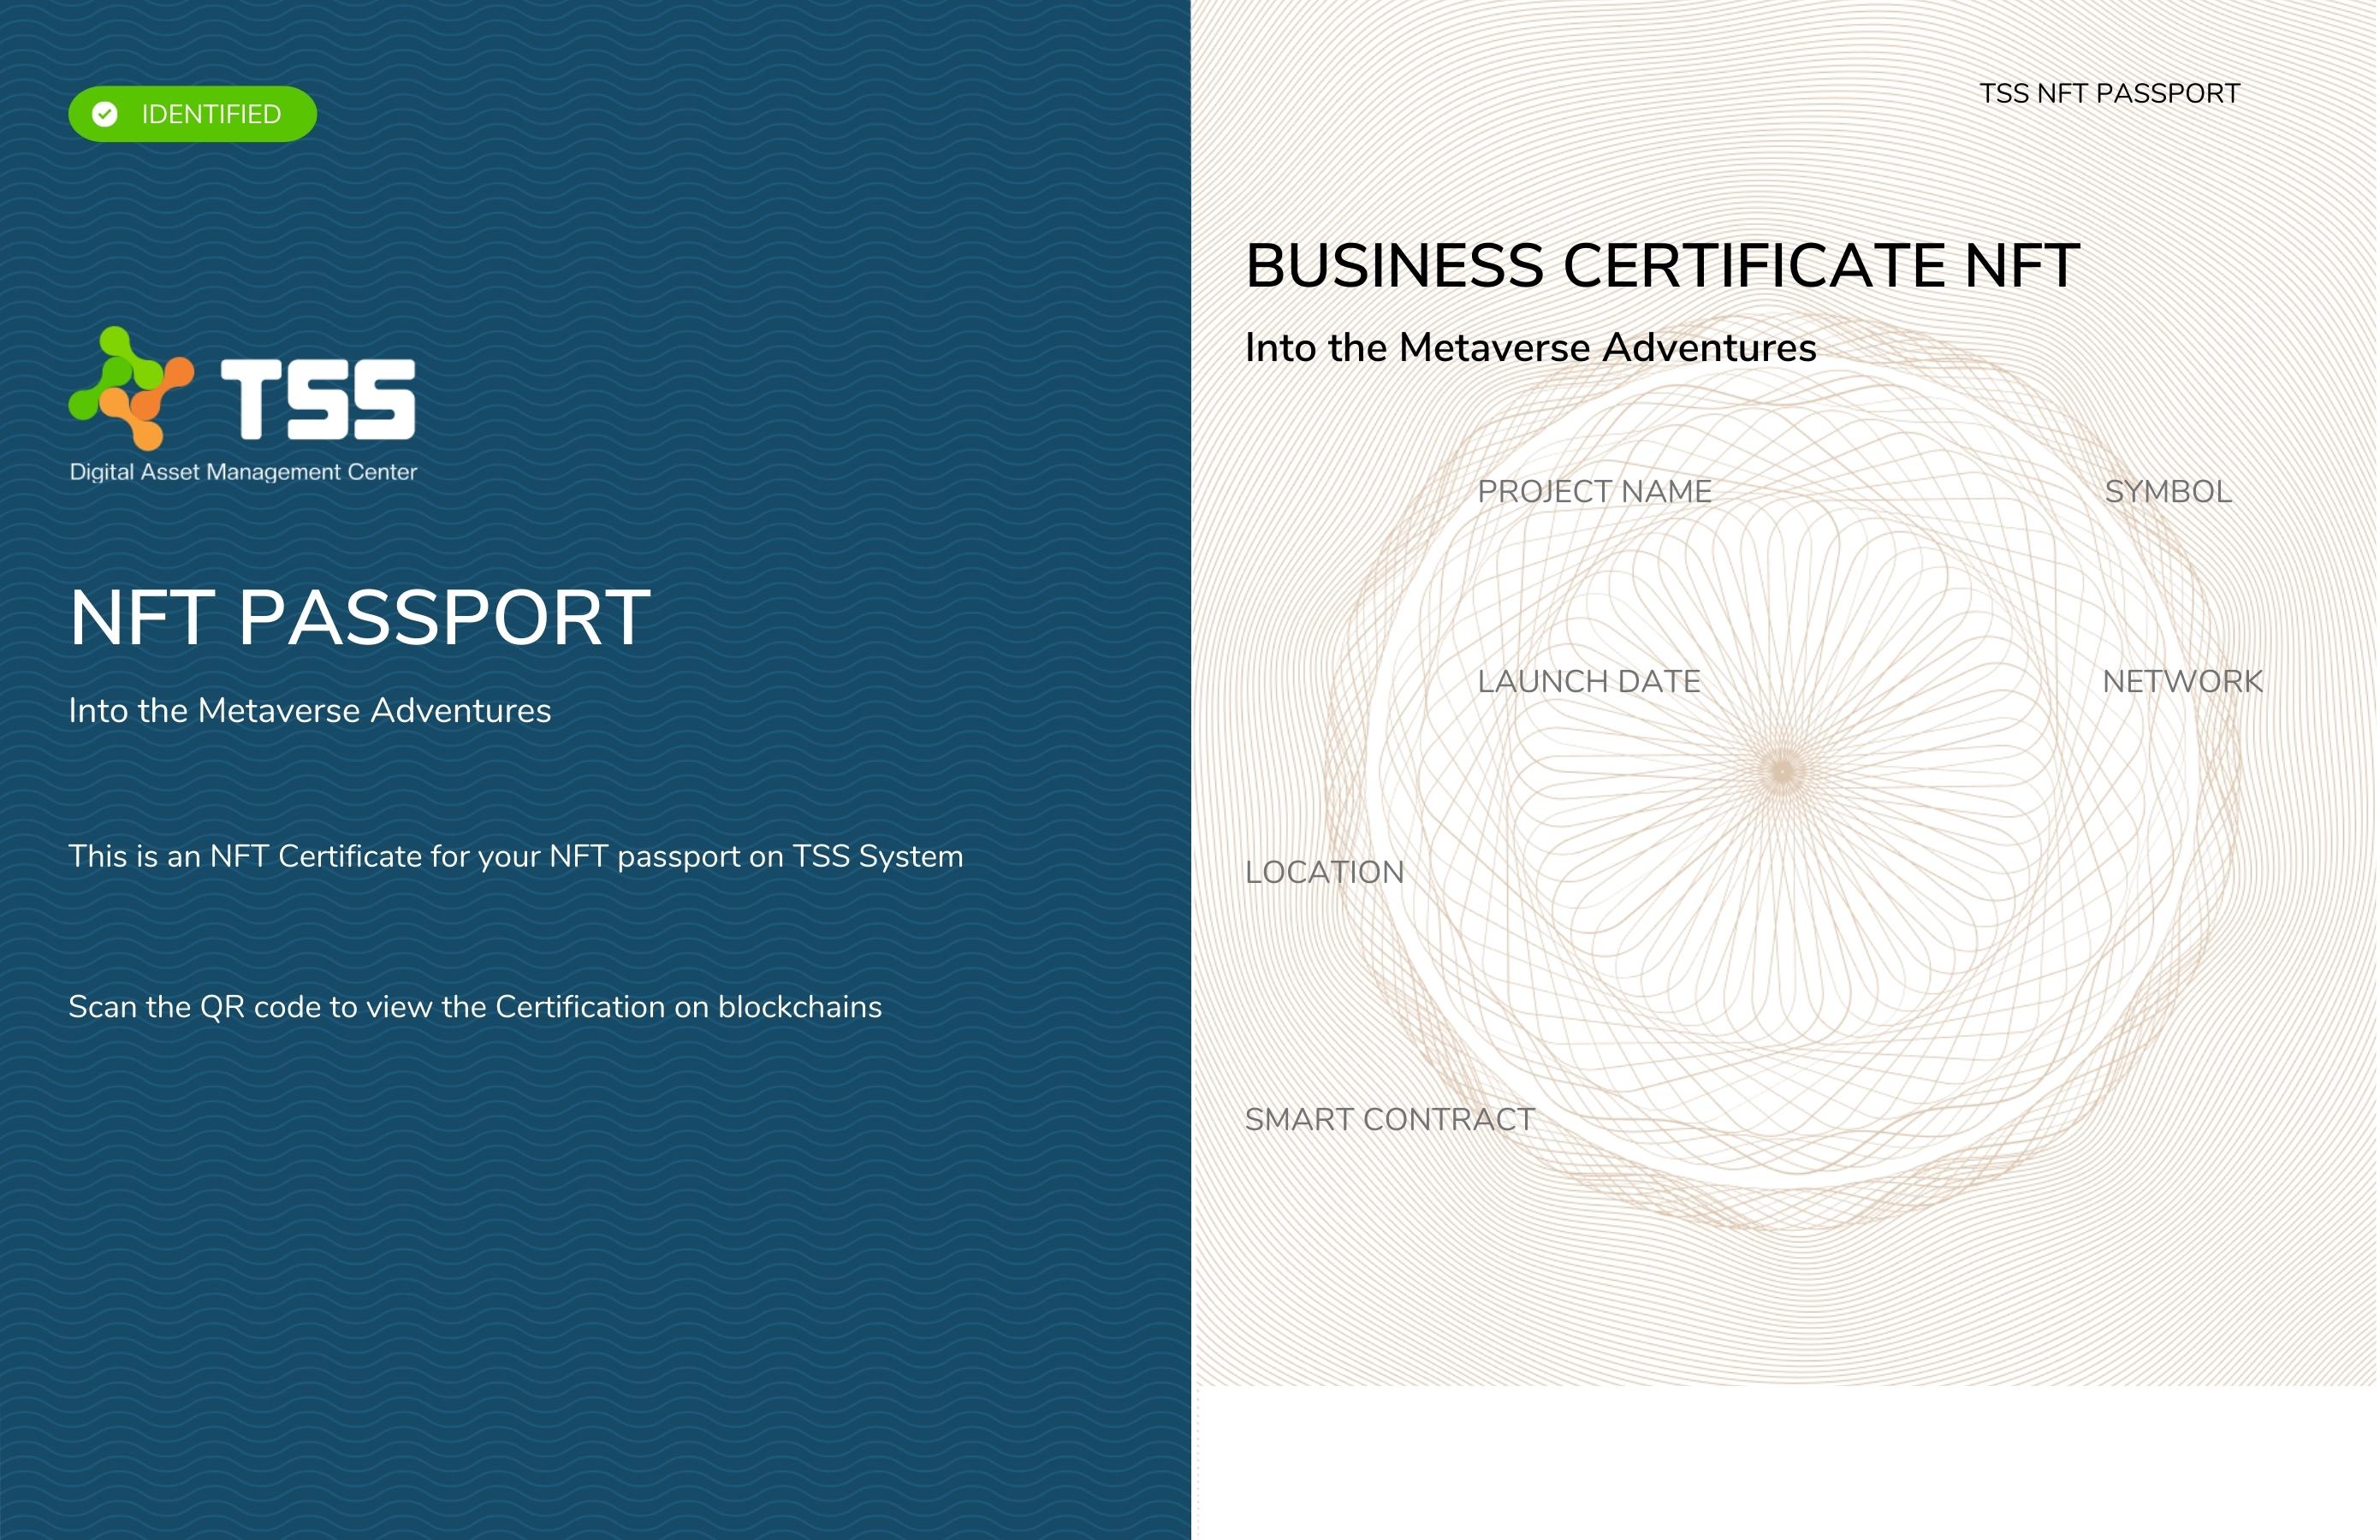 IDENTIFIED
TSS
Digital Asset Management Center
NFT PASSPORT
Into the Metaverse Adventures
This is an NFT Certificate for your NFT passport on TSS System
Scan the QR code to view the Certification on blockchains
TSS NFT PASSPORT
BUSINESS CERTIFICATE NFT
Into the Metaverse Adventures
PROJECT NAME
SYMBOL
LAUNCH DATE
NETWORK
LOCATION
SMART CONTRACT